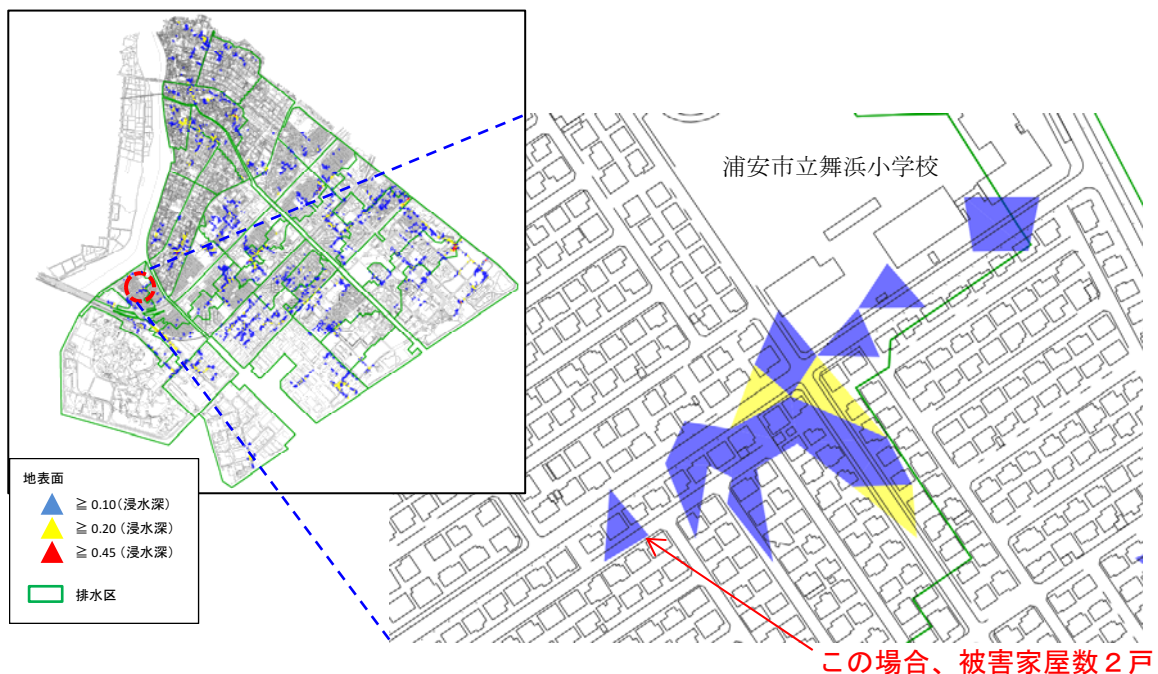 浦安市立舞浜小学校
地表面
≧ 0.10(浸水深)
≧ 0.20 (浸水深)
≧ 0.45 (浸水深)
排水区
この場合、被害家屋数２戸